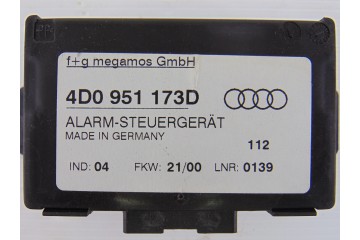 f+g megamos GmbH
4D0 951 173D
ALARM-STEUERGERÄT
MADE IN GERMANY
112
IND: 04 FKW: 21/00 LNR: 0139